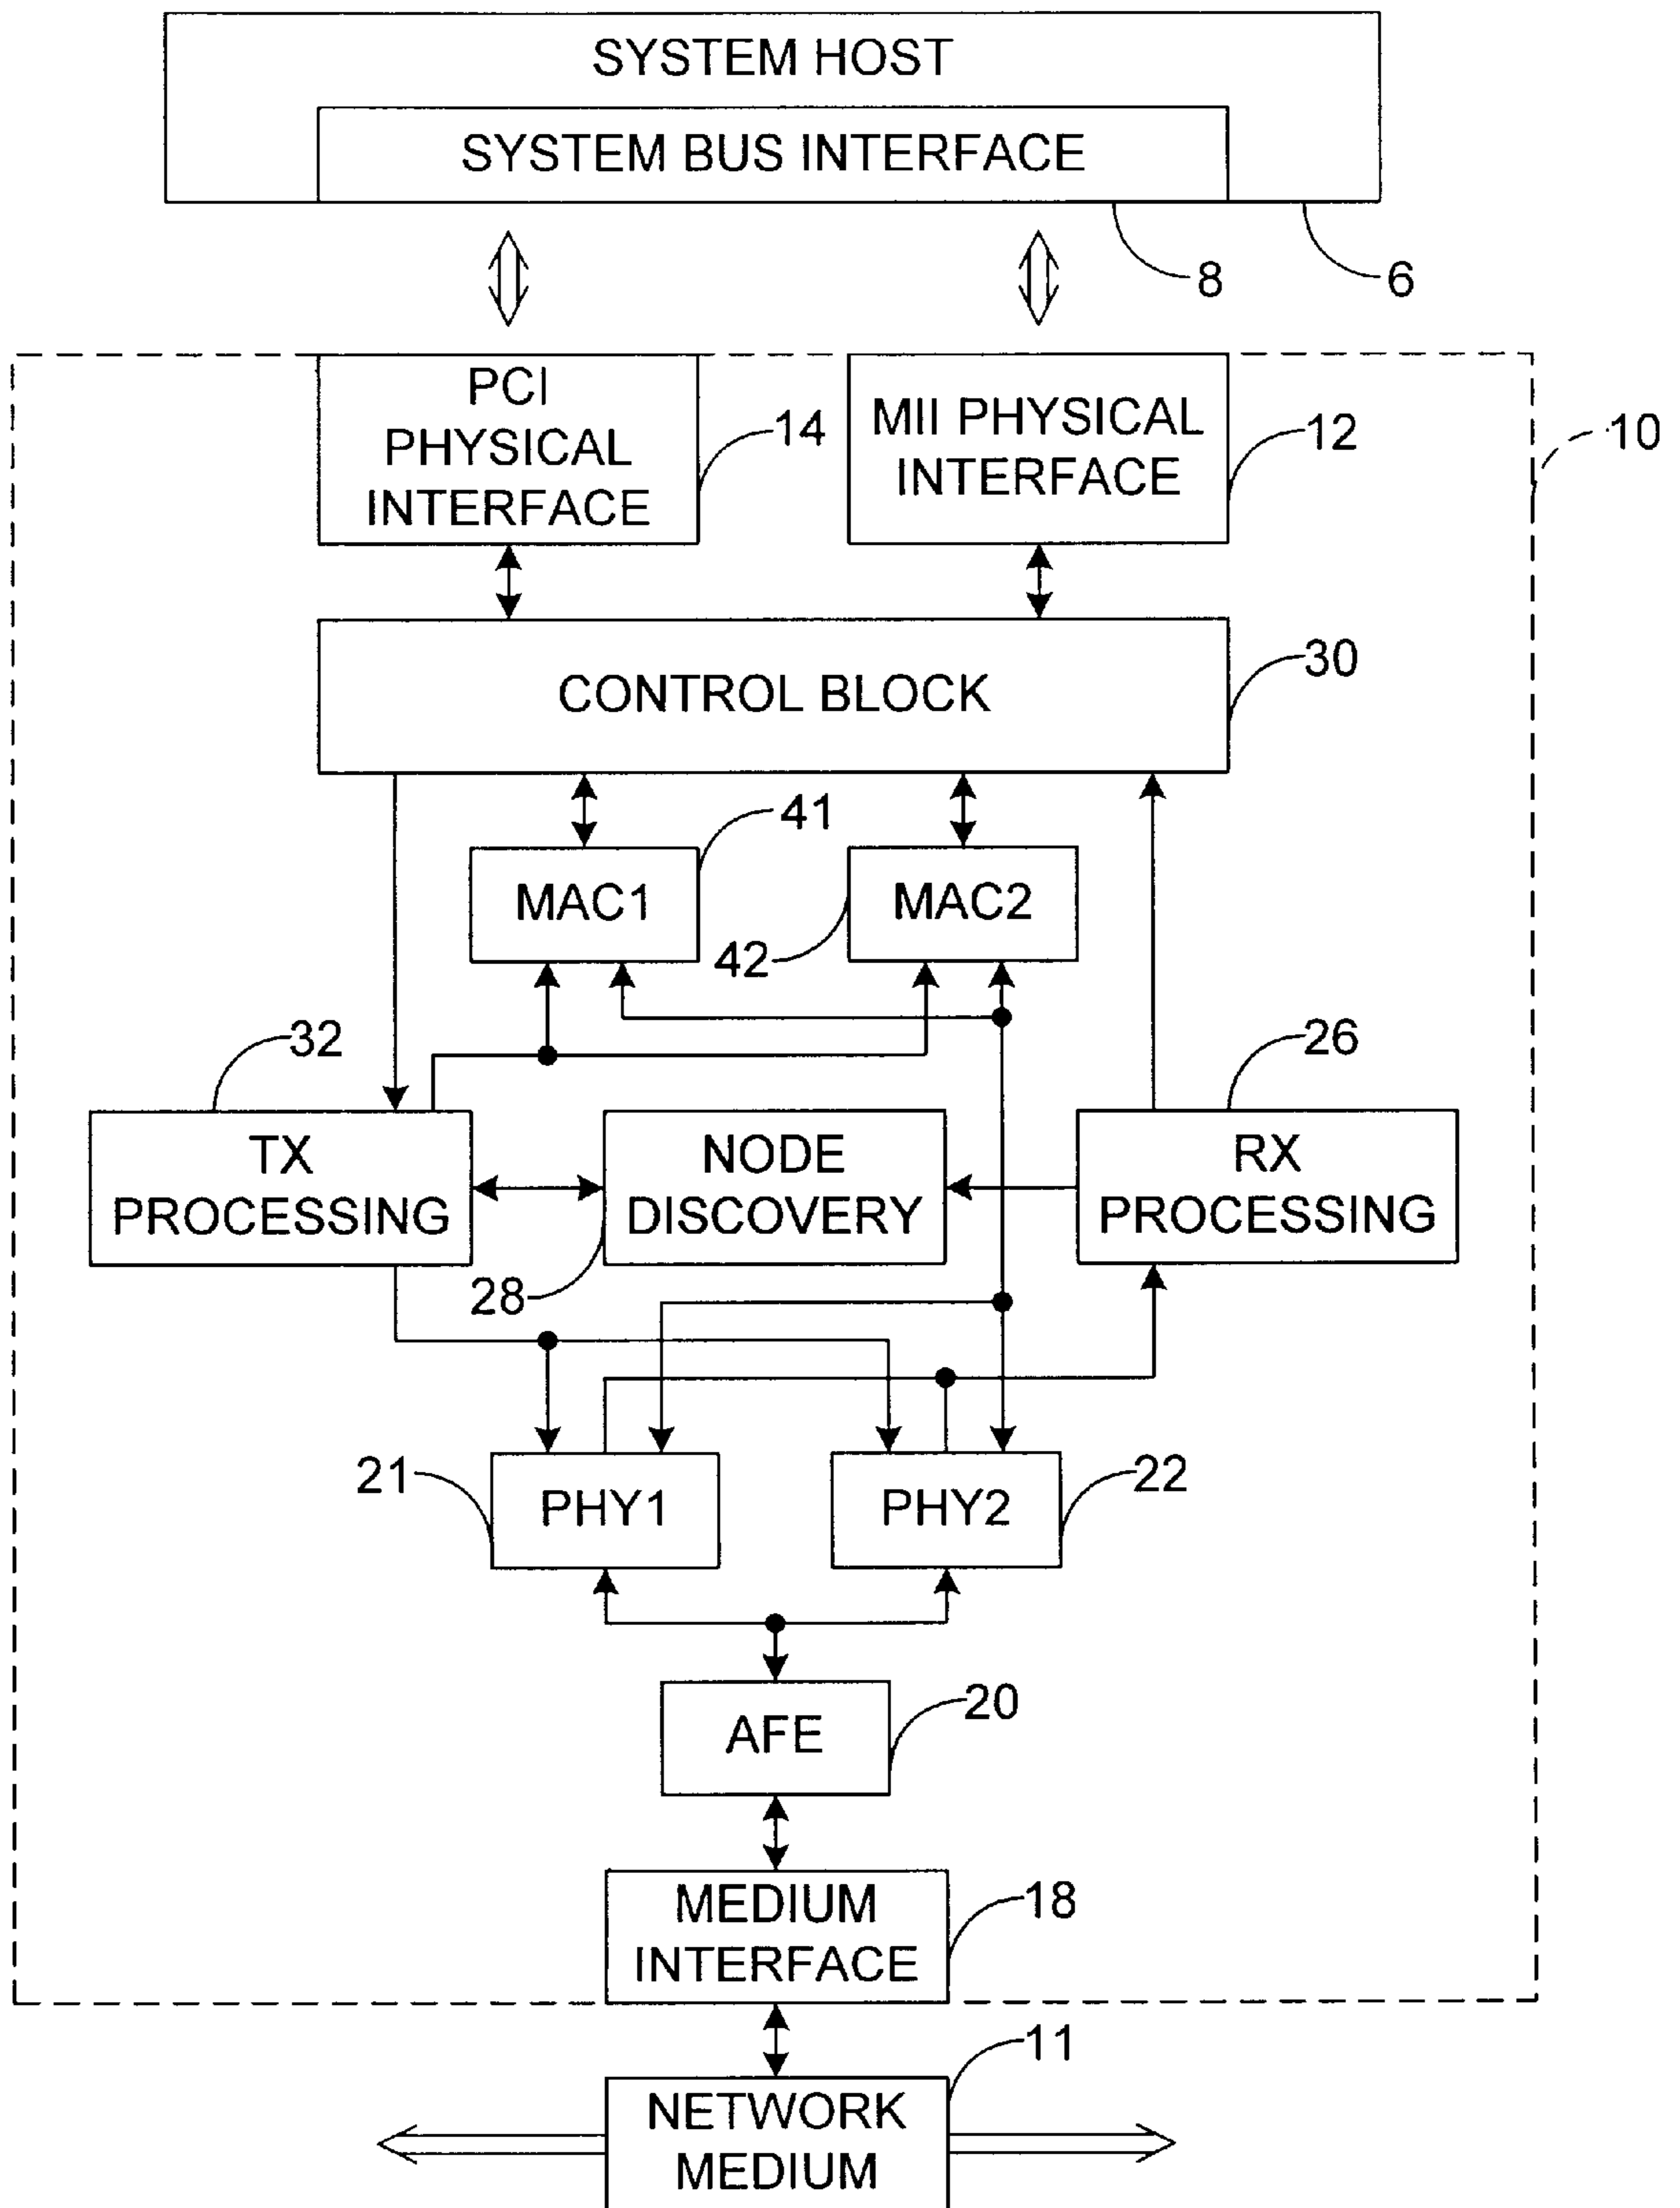 SYSTEM HOST
SYSTEM BUS INTERFACE
8
6
PCI
PHYSICAL
INTERFACE
14
MII PHYSICAL
INTERFACE
12
10
CONTROL BLOCK
30
41
MAC1
MAC2
42
32
26
TX
PROCESSING
NODE
DISCOVERY
RX
PROCESSING
28
21
PHY1
PHY2
22
AFE
20
MEDIUM
INTERFACE
18
11
NETWORK
MEDIUM